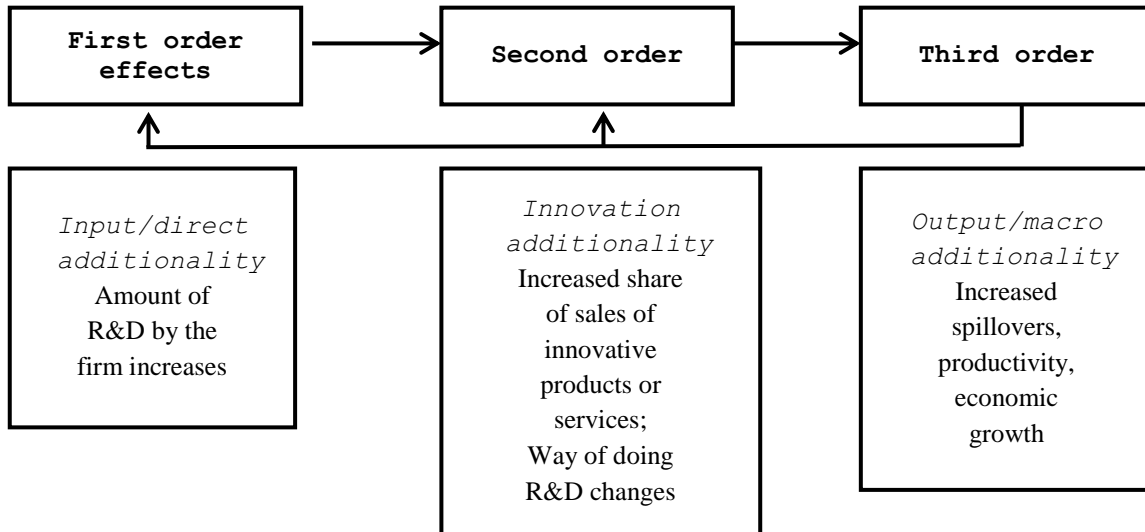 First order
effects
Second order
Third order
Input/direct
additionality
Amount of
R&D by the
firm increases
Innovation
additionality
Increased share
of sales of
innovative
products or
services;
Way of doing
R&D changes
Output/macro
additionality
Increased
spillovers,
productivity,
economic
growth